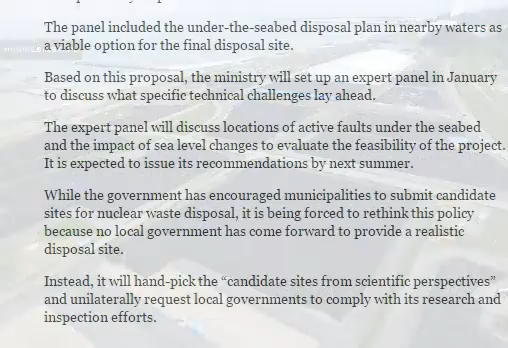 The panel included the under-the-seabed disposal plan in nearby waters as
a viable option for the final disposal site.
Based on this proposal, the ministry will set up an expert panel in January
to discuss what specific technical challenges lay ahead.
The expert panel will discuss locations of active faults under the seabed
and the impact of sea level changes to evaluate the feasibility of the project.
It is expected to issue its recommendations by next summer.
While the government has encouraged municipalities to submit candidate
sites for nuclear waste disposal, it is being forced to rethink this policy
because no local government has come forward to provide a realistic
disposal site.
Instead, it will hand-pick the “candidate sites from scientific perspectives”
and unilaterally request local governments to comply with its research and
inspection efforts.